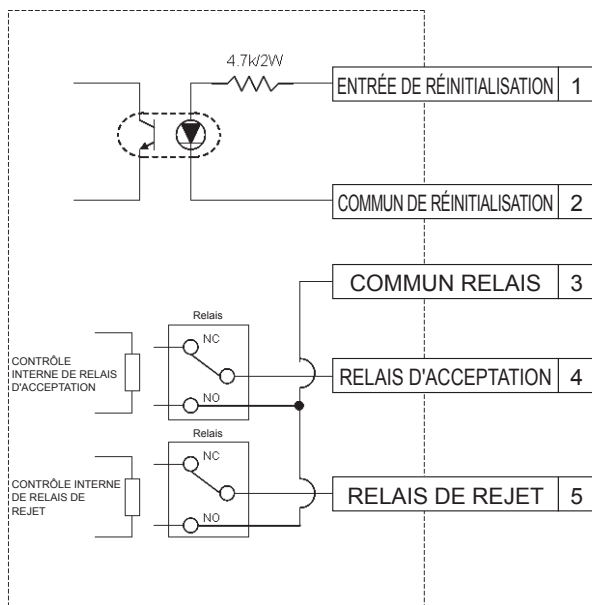 4.7k/2W
ENTRÉE DE RÉINITIALISATION 1
COMMUN DE RÉINITIALISATION 2
COMMUN RELAIS 3
Relais
NC
CONTRÔLE
INTERNE DE RELAIS
D'ACCEPTATION
RELAIS D'ACCEPTATION 4
NO
Relais
NC
CONTRÔLE INTERNE
DE RELAIS DE
REJET
RELAIS DE REJET 5
NO